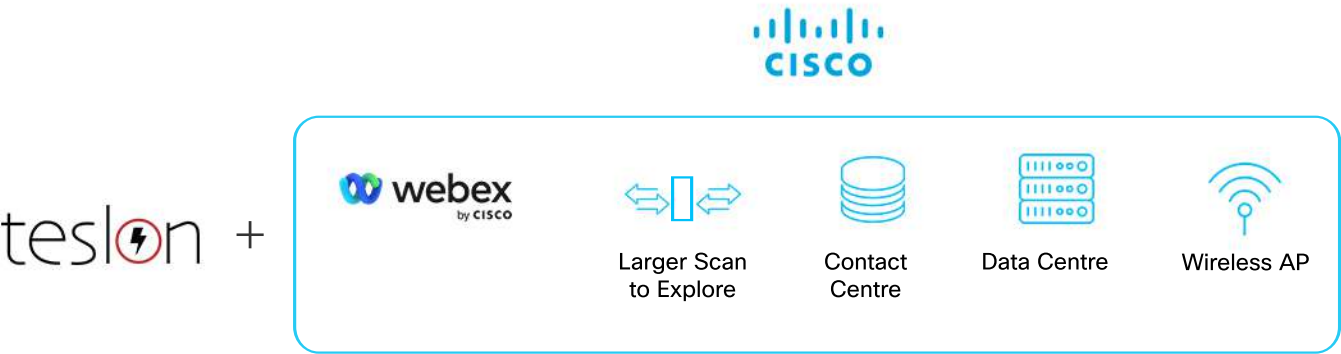 CISCO
teslon +
webex
by CISCO
Larger Scan
to Explore
Contact
Centre
Data Centre
Wireless AP